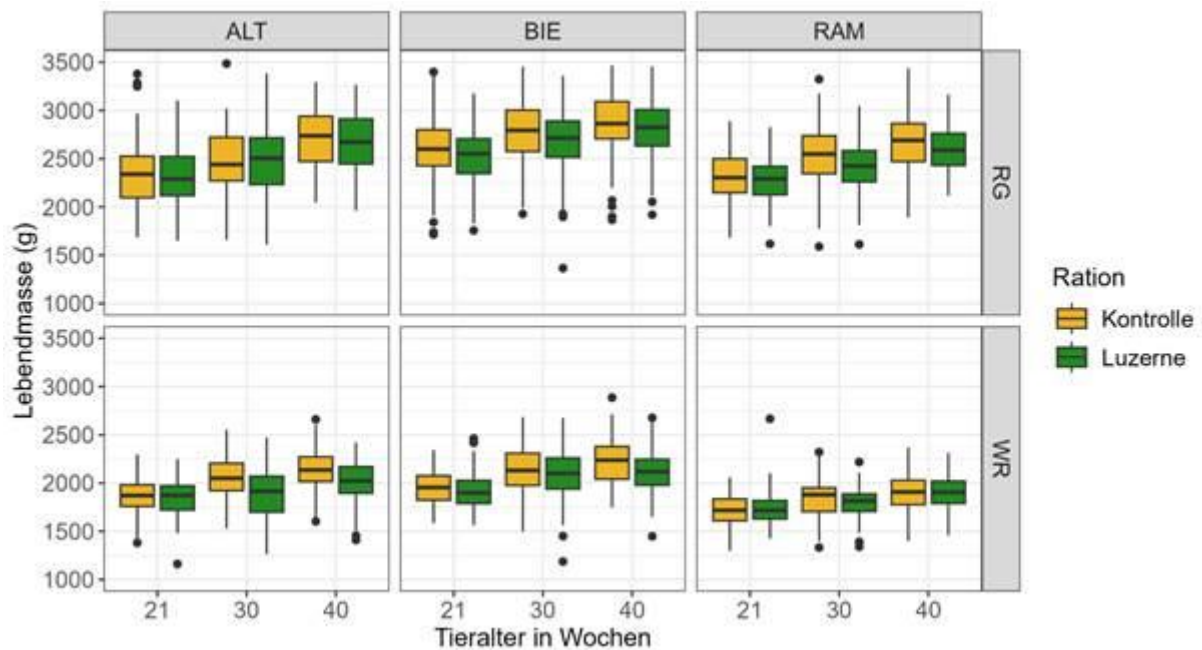 ALT
BIE
RAM
3500
3000
2500
2000
1500
1000
RG
3500
3000
2500
2000
1500
1000
WR
Lebendmasse (g)
21
30
40
21
30
40
21
30
40
Tieralter in Wochen
Ration
Kontrolle
Luzerne